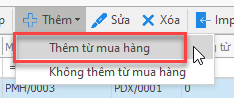 Thêm Sửa Xóa Imp
Thêm từ mua hàng
Không thêm từ mua hàng
PMH/0003 PDX/0001 0